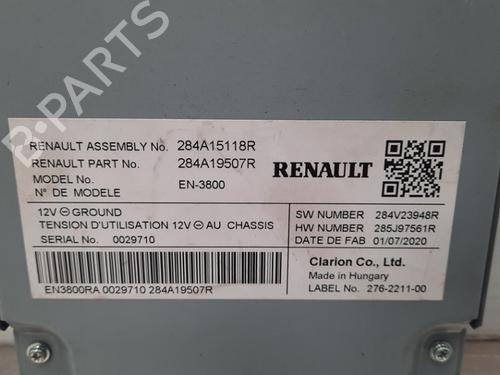 RENAULT ASSEMBLY No. 284A15118R
RENAULT PART No. 284A19507R
MODEL No.
N° DE MODELE EN-3800
RENAULT
12V ⊖ GROUND
TENSION D'UTILISATION 12V ⊖ AU CHASSIS
SERIAL No. 0029710
SW NUMBER 284V23948R
HW NUMBER 285J97561R
DATE DE FAB 01/07/2020
EN3800RA 0029710 284A19507R
Clarion Co., Ltd.
Made in Hungary
LABEL No. 276-2211-00
B-PARTS